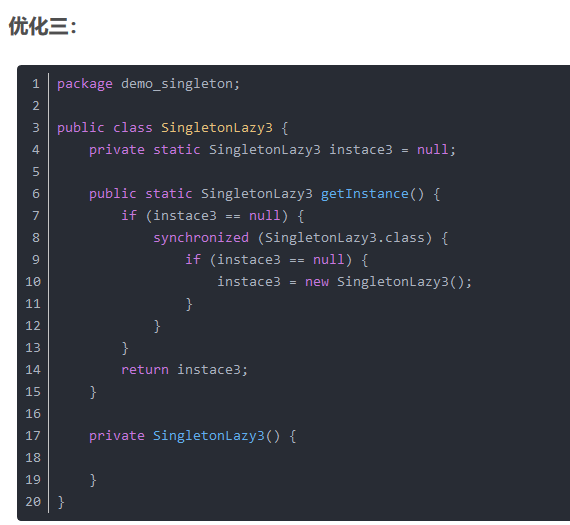 优化三：
1 package demo_singleton;
2
3 public class SingletonLazy3 {
4     private static SingletonLazy3 instace3 = null;
5
6     public static SingletonLazy3 getInstance() {
7         if (instace3 == null) {
8             synchronized (SingletonLazy3.class) {
9                 if (instace3 == null) {
10                     instace3 = new SingletonLazy3();
11                 }
12             }
13         }
14         return instace3;
15     }
16
17     private SingletonLazy3() {
18
19     }
20 }